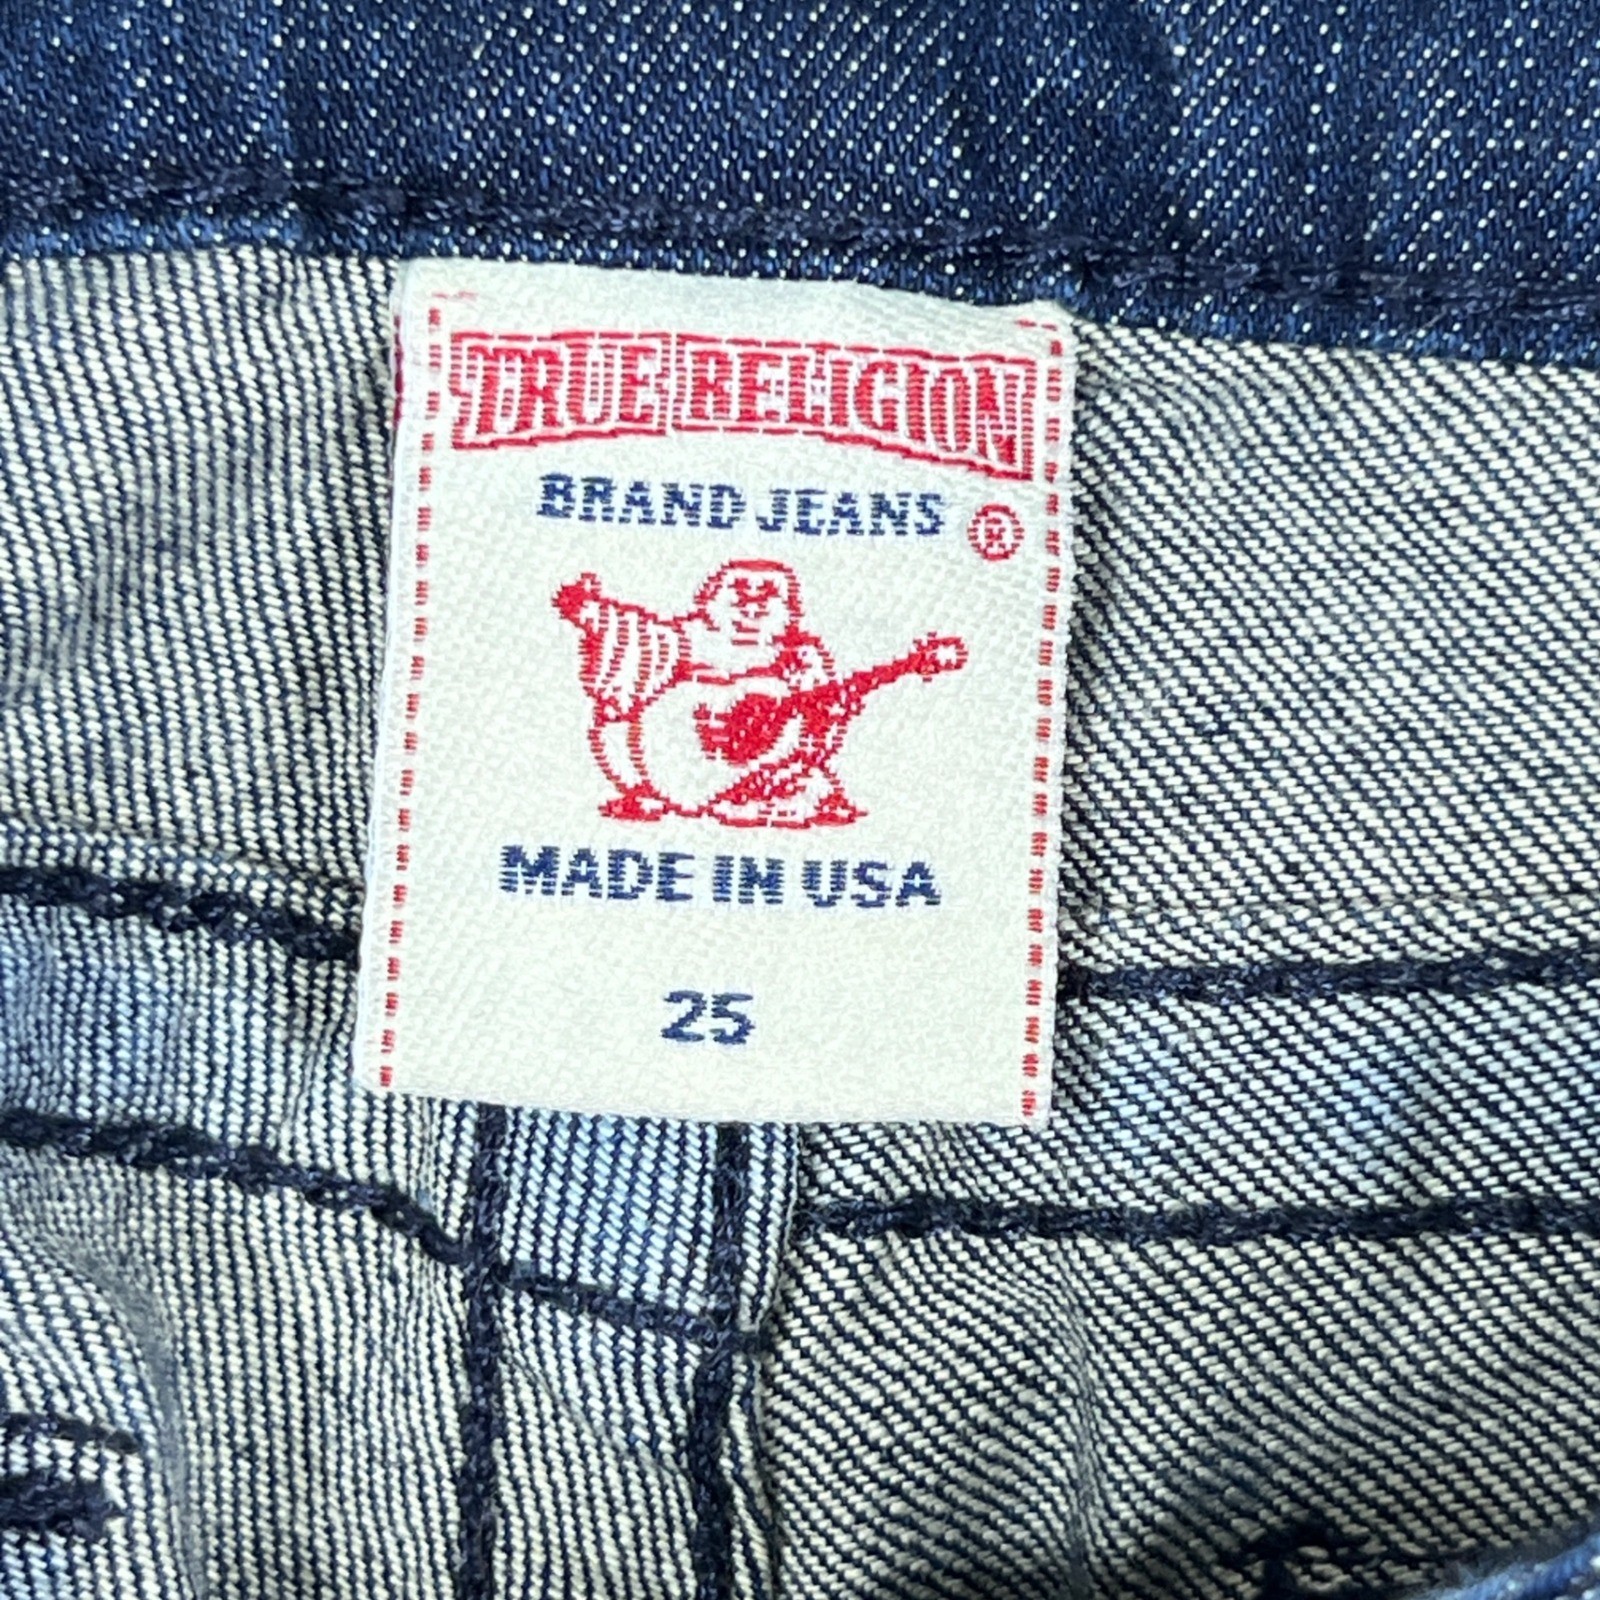 TRUE RELIGION
BRAND JEANS ®
MADE IN USA
25